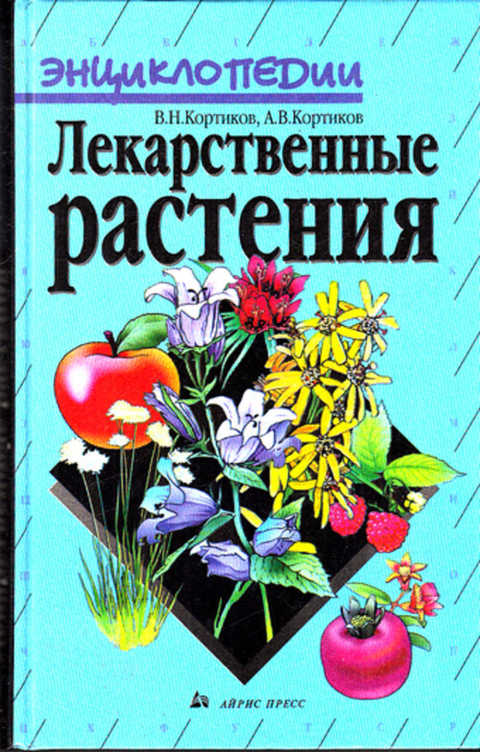 ЭНЦИКЛОПЕДИИ
В.Н.КОРТИКОВ, А.В.КОРТИКОВ
Лекарственные
растения
АЙРИС ПРЕСС